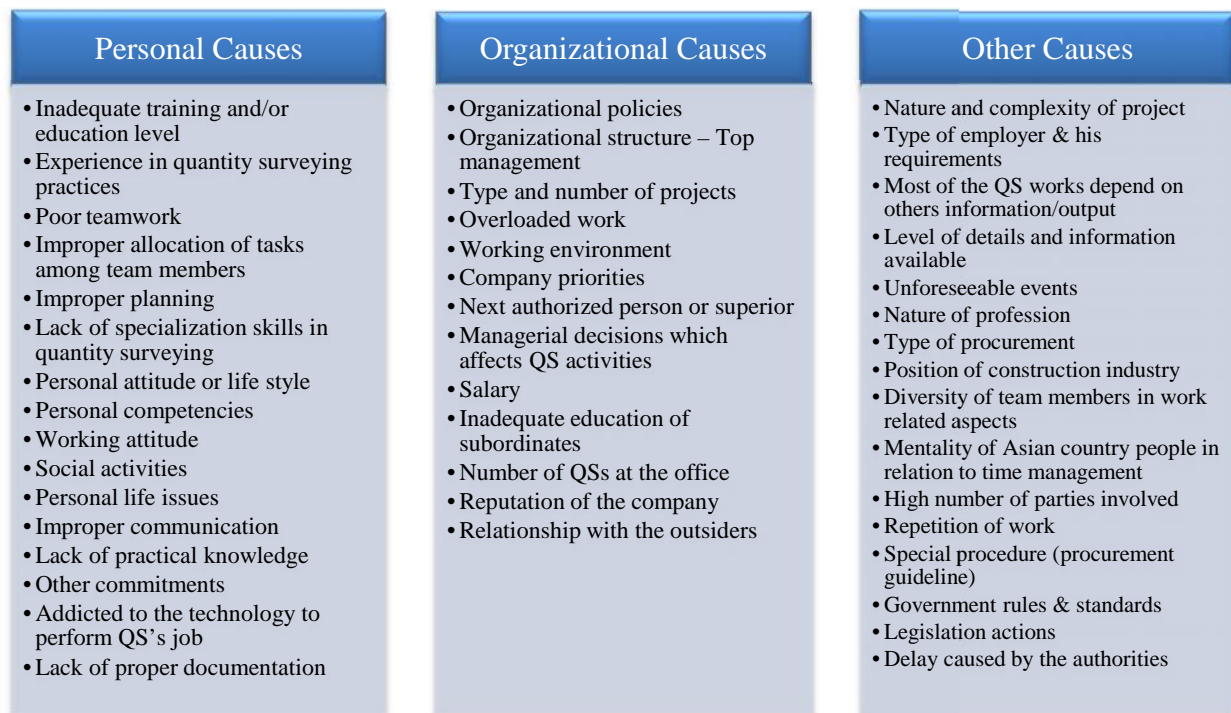 Personal Causes
• Inadequate training and/or
education level
• Experience in quantity surveying
practices
• Poor teamwork
• Improper allocation of tasks
among team members
• Improper planning
• Lack of specialization skills in
quantity surveying
• Personal attitude or life style
• Personal competencies
• Working attitude
• Social activities
• Personal life issues
• Improper communication
• Lack of practical knowledge
• Other commitments
• Addicted to the technology to
perform QS’s job
• Lack of proper documentation
Organizational Causes
• Organizational policies
• Organizational structure – Top
management
• Type and number of projects
• Overloaded work
• Working environment
• Company priorities
• Next authorized person or superior
• Managerial decisions which
affects QS activities
• Salary
• Inadequate education of
subordinates
• Number of QSs at the office
• Reputation of the company
• Relationship with the outsiders
Other Causes
• Nature and complexity of project
• Type of employer & his
requirements
• Most of the QS works depend on
others information/output
• Level of details and information
available
• Unforeseeable events
• Nature of profession
• Type of procurement
• Position of construction industry
• Diversity of team members in work
related aspects
• Mentality of Asian country people in
relation to time management
• High number of parties involved
• Repetition of work
• Special procedure (procurement
guideline)
• Government rules & standards
• Legislation actions
• Delay caused by the authorities